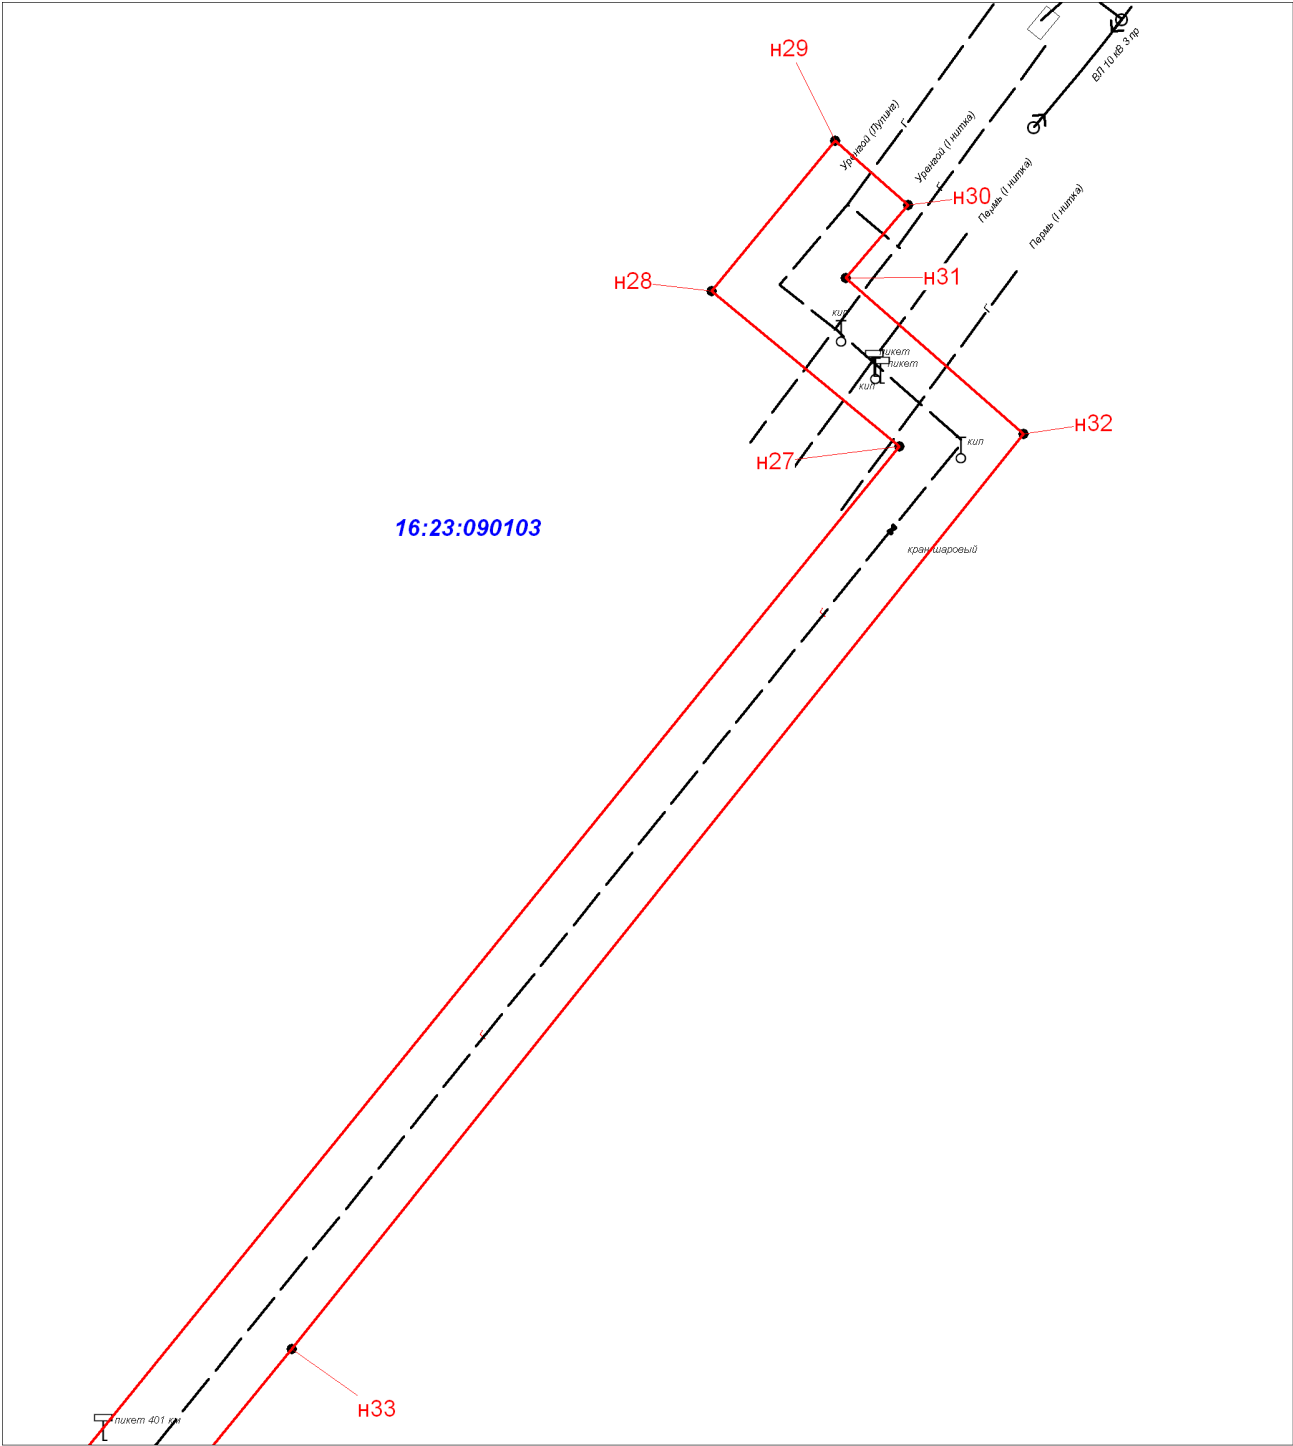 н29
ВЛ 10 кВ 3 пр
Уренгой (Лупинг)
Г
Уренгой (I нитка)
Г
Пермь (I нитка)
н30
Пермь (I нитка)
н28
н31
Г
кип
пикет
пикет
кип
н32
кип
н27
16:23:090103
кран шаровый
Г
Г
н33
пикет 401 км